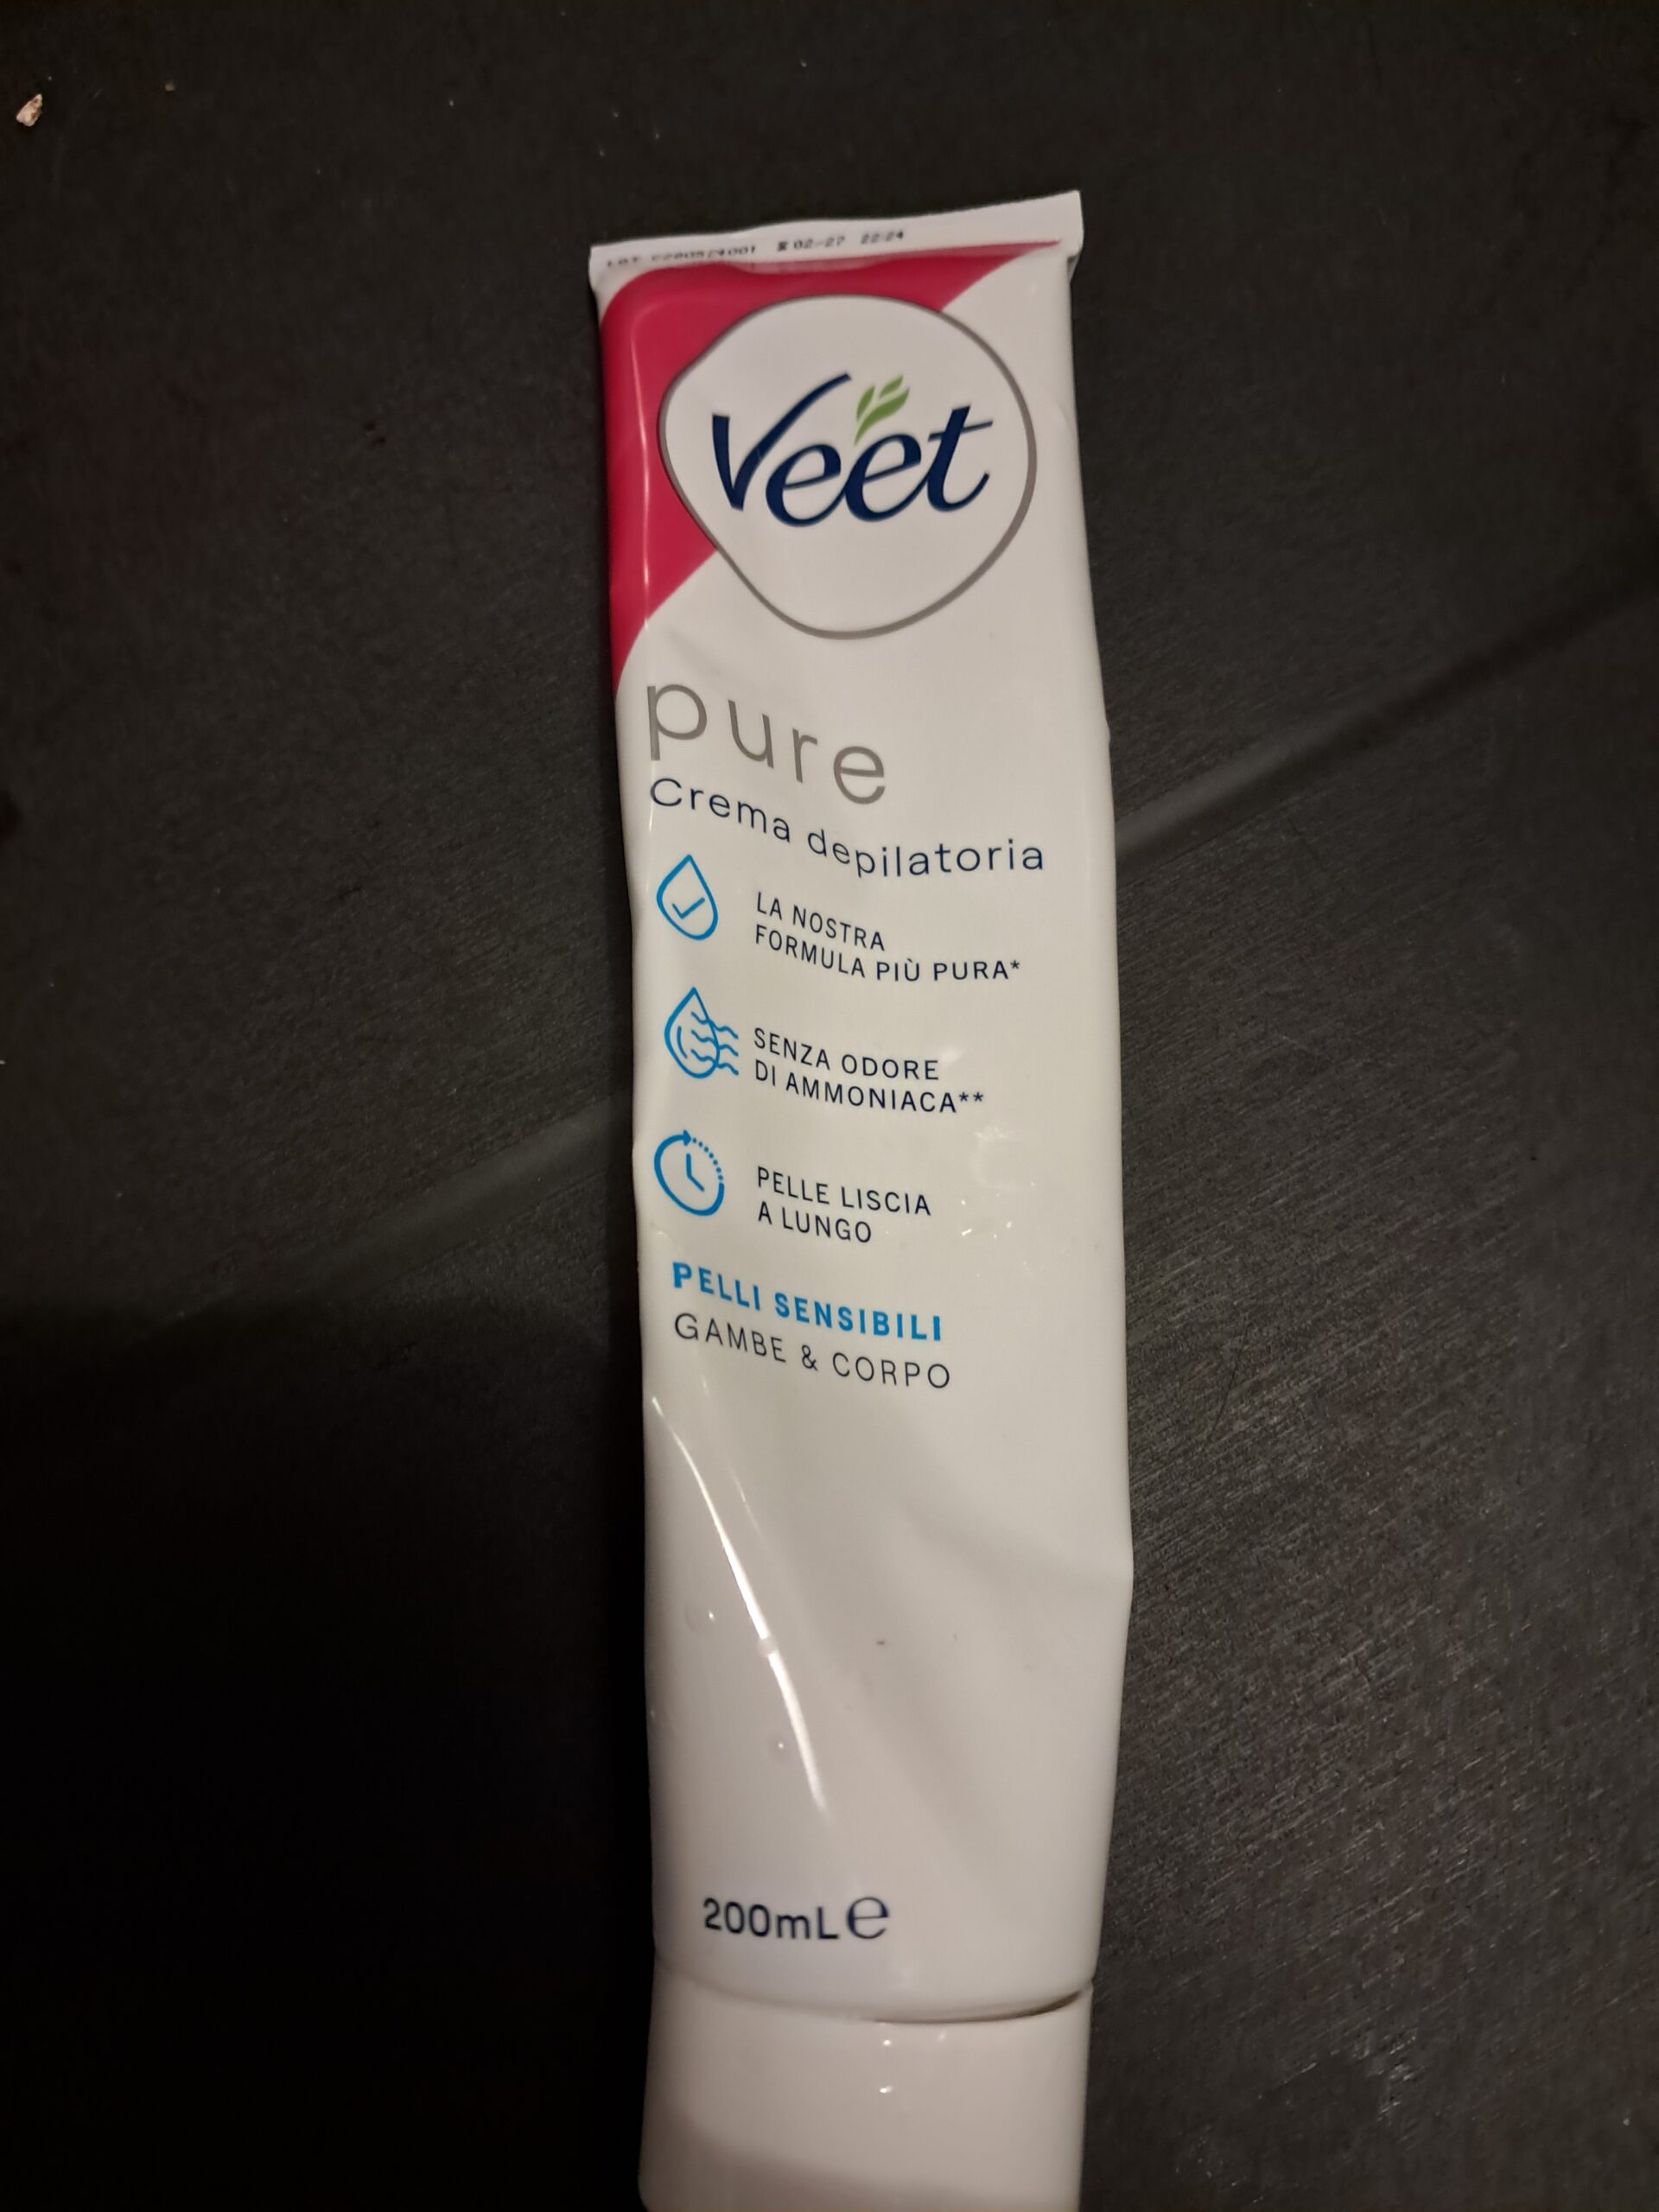 LOT 02-27 22:24
Veet
pure
Crema depilatoria
LA NOSTRA
FORMULA PIÙ PURA*
SENZA ODORE
DI AMMONIACA**
PELLE LISCIA
A LUNGO
PELLI SENSIBILI
GAMBE & CORPO
200mL e